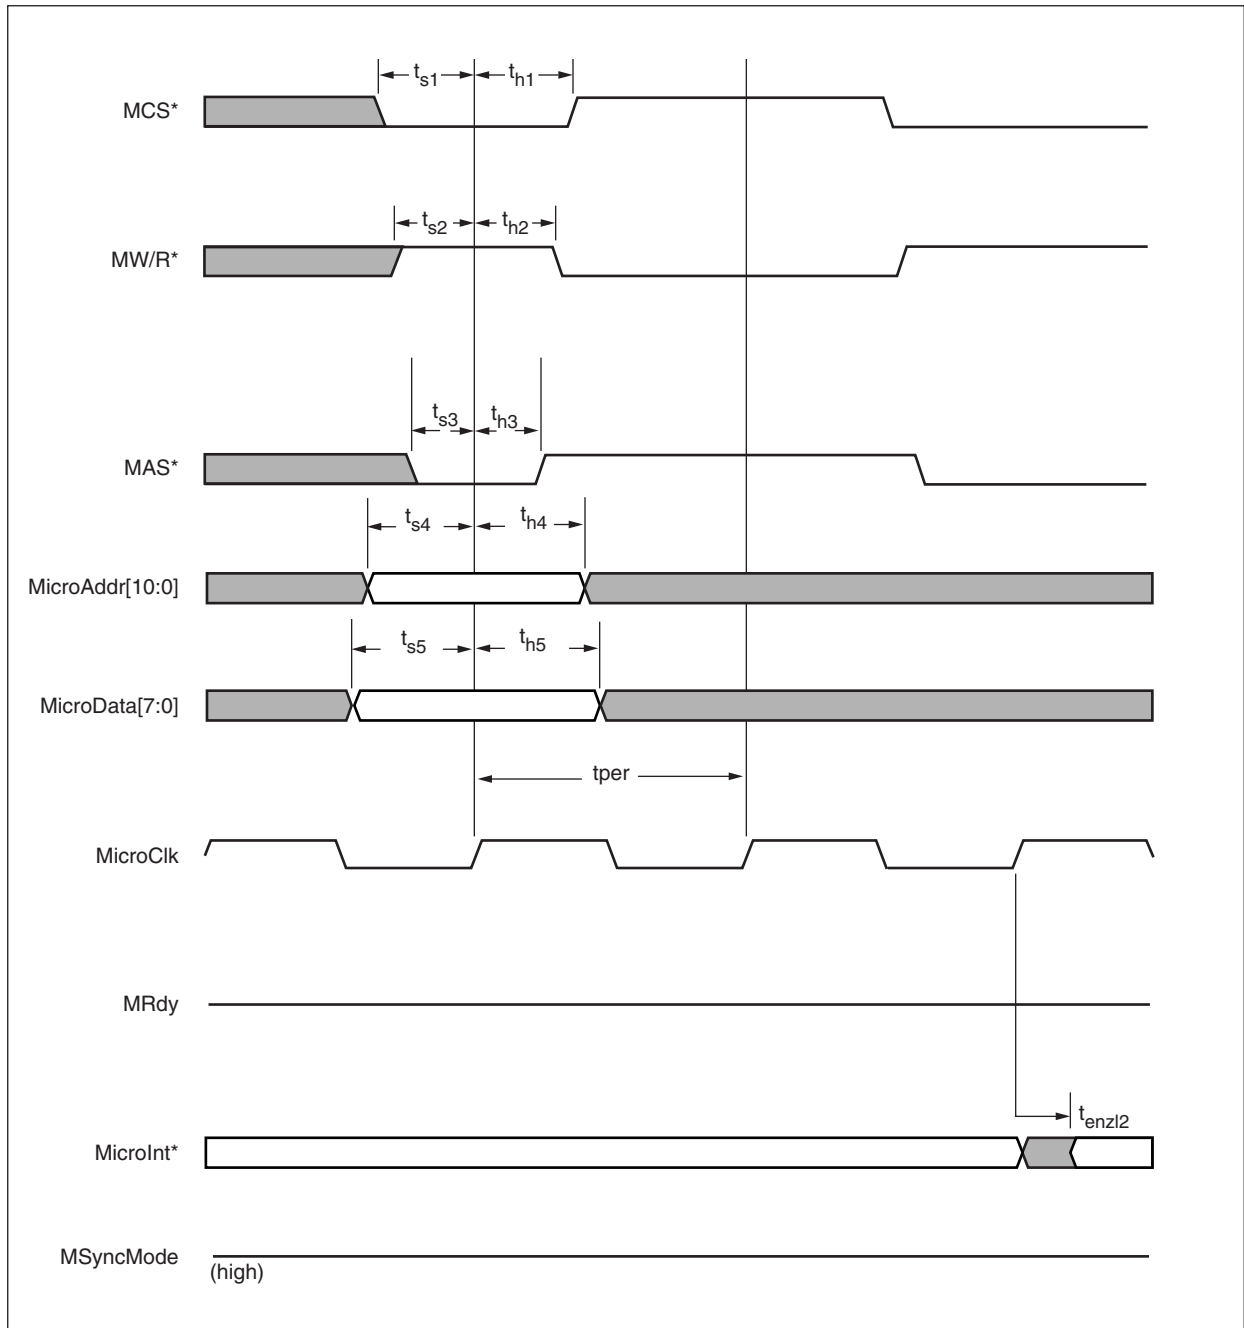 ts1 th1
MCS*
ts2 th2
MW/R*
ts3 th3
MAS*
ts4 th4
MicroAddr[10:0]
ts5 th5
MicroData[7:0]
tper
MicroClk
MRdy
tenzl2
MicroInt*
MSyncMode
(high)